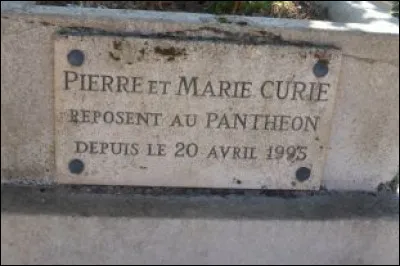 PIERRE ET MARIE CURIE
REPOSENT AU PANTHEON
DEPUIS LE 20 AVRIL 1995